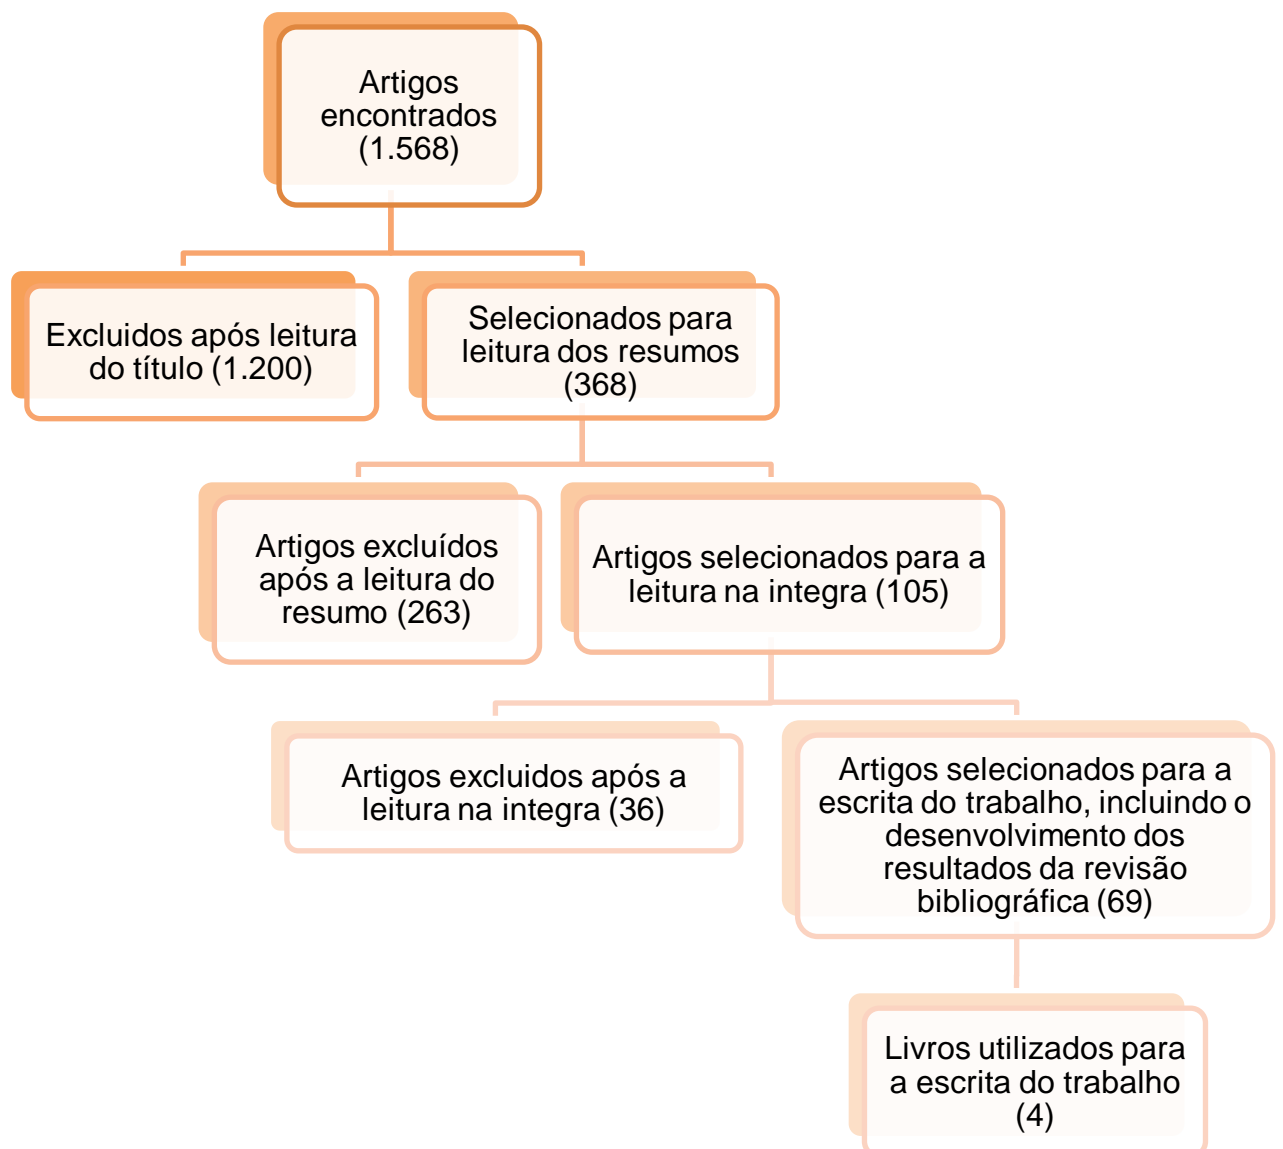 Artigos
encontrados
(1.568)
Excluidos após leitura
do título (1.200)
Selecionados para
leitura dos resumos
(368)
Artigos excluídos
após a leitura do
resumo (263)
Artigos selecionados para a
leitura na integra (105)
Artigos excluidos após a
leitura na integra (36)
Artigos selecionados para a
escrita do trabalho, incluindo o
desenvolvimento dos
resultados da revisão
bibliográfica (69)
Livros utilizados para
a escrita do trabalho
(4)